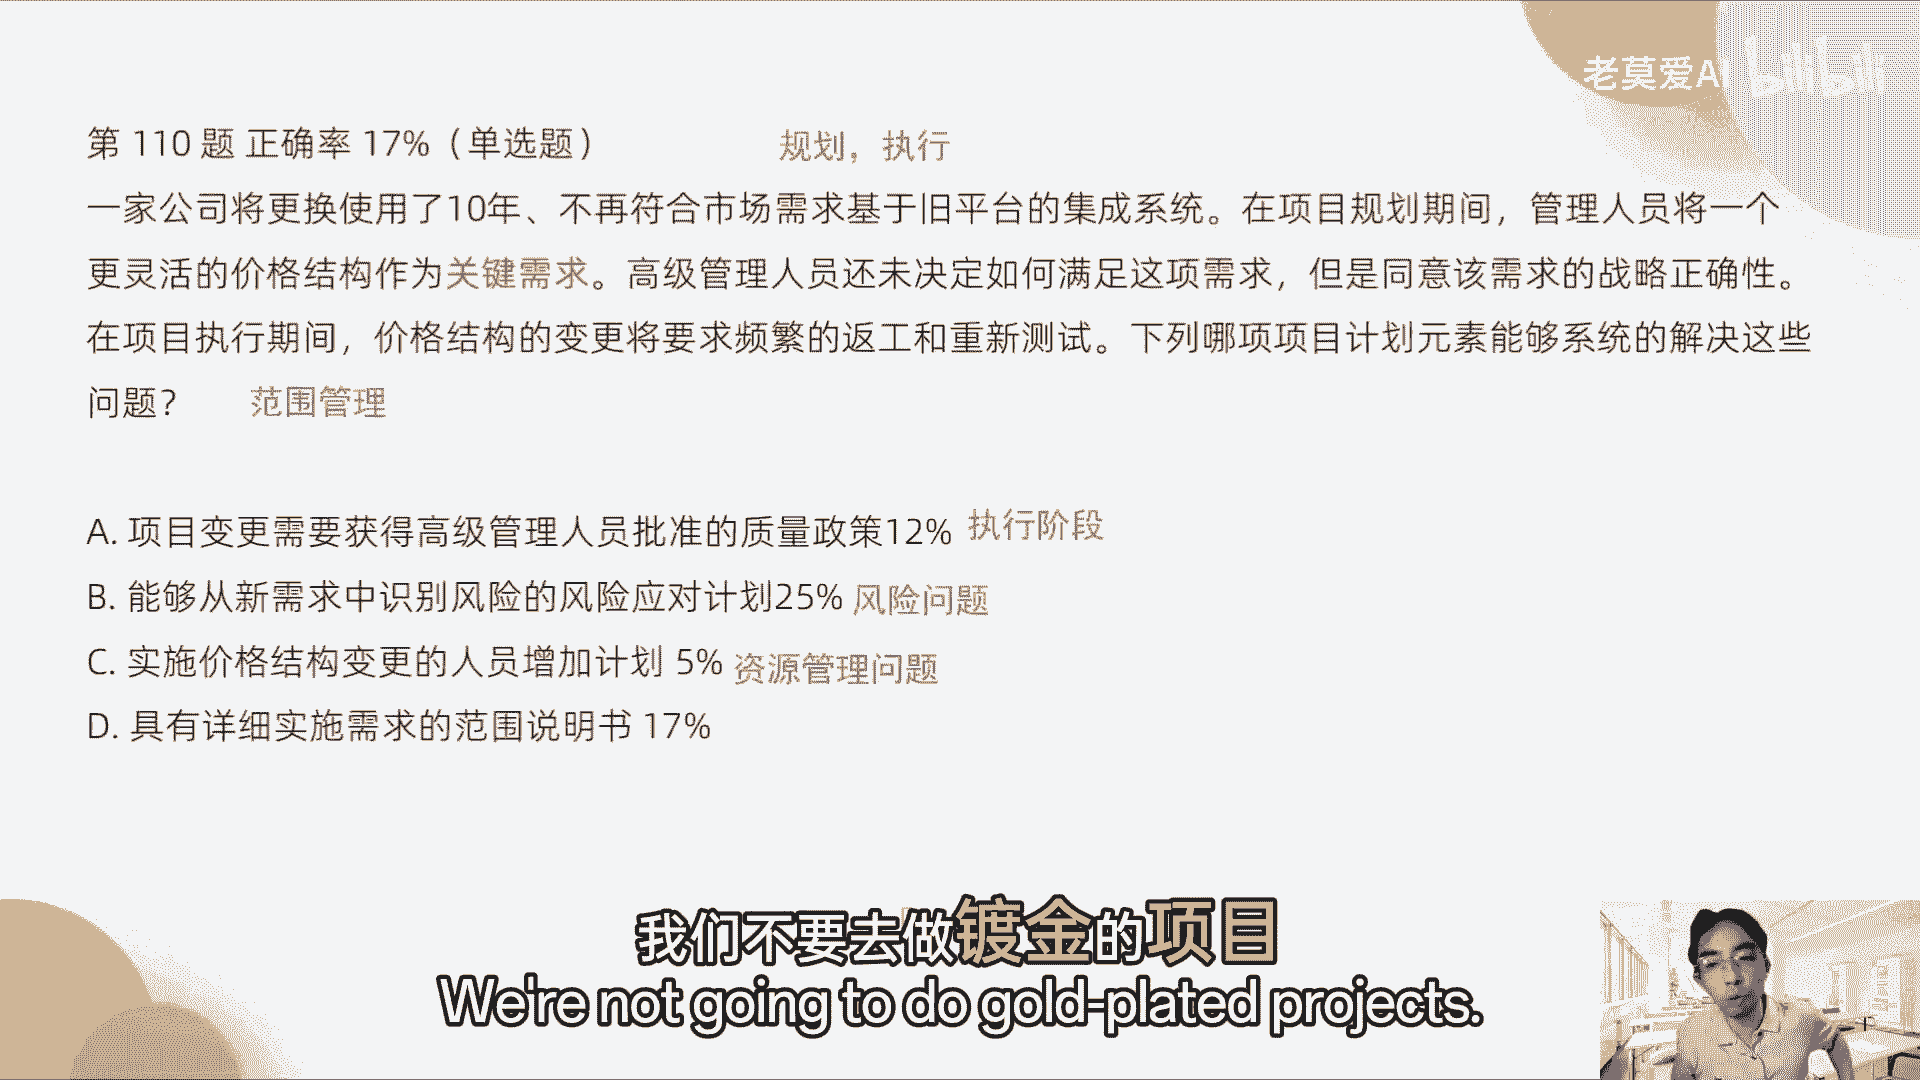 老莫爱AI bilibili
第 110 题 正确率 17%（单选题） 规划，执行
一家公司将更换使用了10年、不再符合市场需求基于旧平台的集成系统。在项目规划期间，管理人员将一个
更灵活的价格结构作为关键需求。高级管理人员还未决定如何满足这项需求，但是同意该需求的战略正确性。
在项目执行期间，价格结构的变更将要求频繁的返工和重新测试。下列哪项项目计划元素能够系统的解决这些
问题？ 范围管理
A. 项目变更需要获得高级管理人员批准的质量政策12% 执行阶段
B. 能够从新需求中识别风险的风险应对计划25% 风险问题
C. 实施价格结构变更的人员增加计划 5% 资源管理问题
D. 具有详细实施需求的范围说明书 17%
我们不要去做镀金的项目
We're not going to do gold-plated projects.